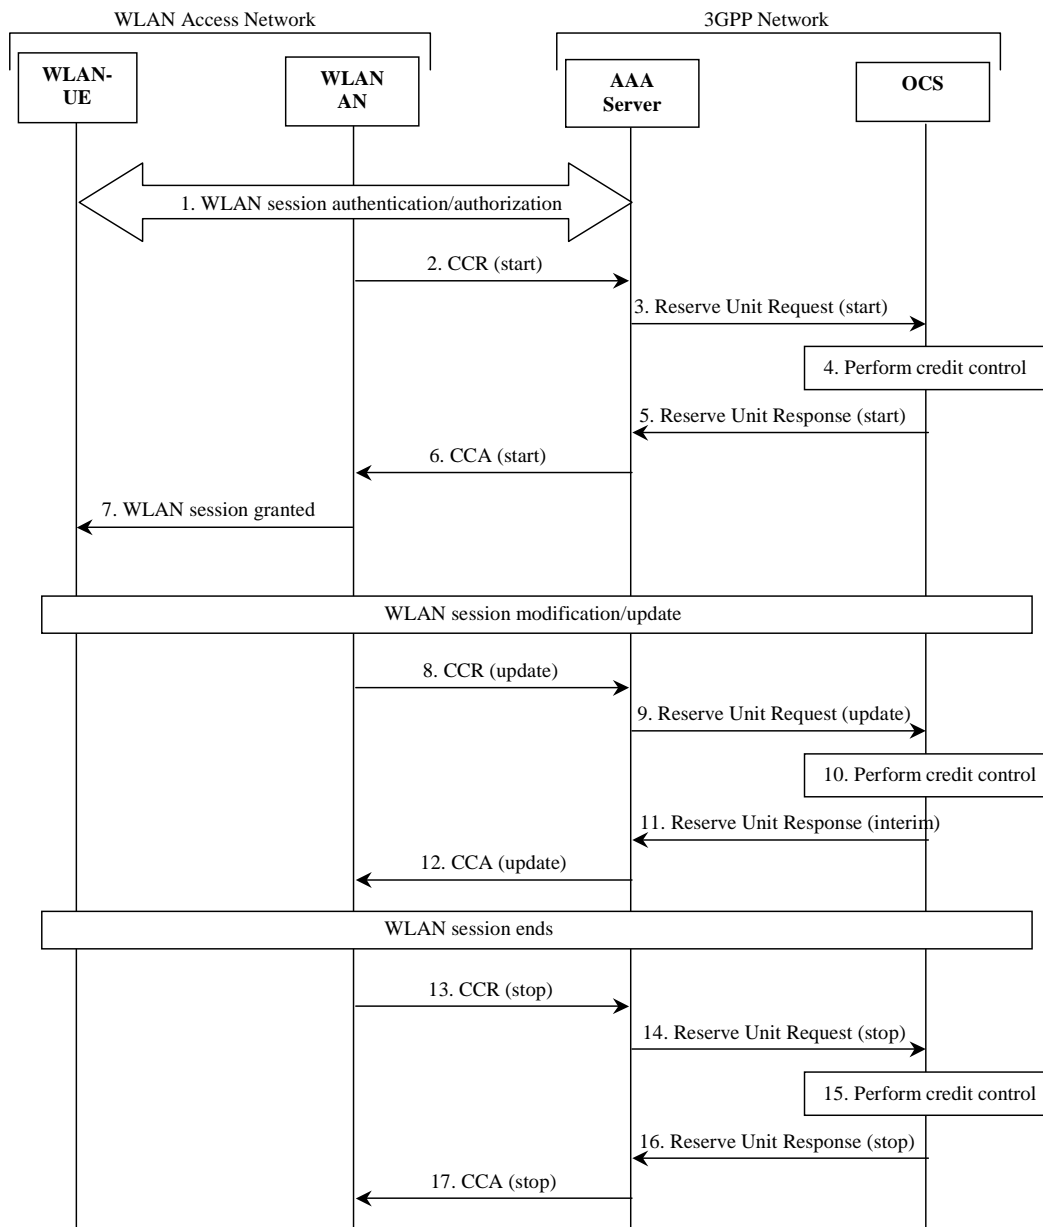 WLAN Access Network
3GPP Network
WLAN-
UE
WLAN
AN
AAA
Server
OCS
1. WLAN session authentication/authorization
2. CCR (start)
3. Reserve Unit Request (start)
4. Perform credit control
5. Reserve Unit Response (start)
6. CCA (start)
7. WLAN session granted
WLAN session modification/update
8. CCR (update)
9. Reserve Unit Request (update)
10. Perform credit control
11. Reserve Unit Response (interim)
12. CCA (update)
WLAN session ends
13. CCR (stop)
14. Reserve Unit Request (stop)
15. Perform credit control
16. Reserve Unit Response (stop)
17. CCA (stop)